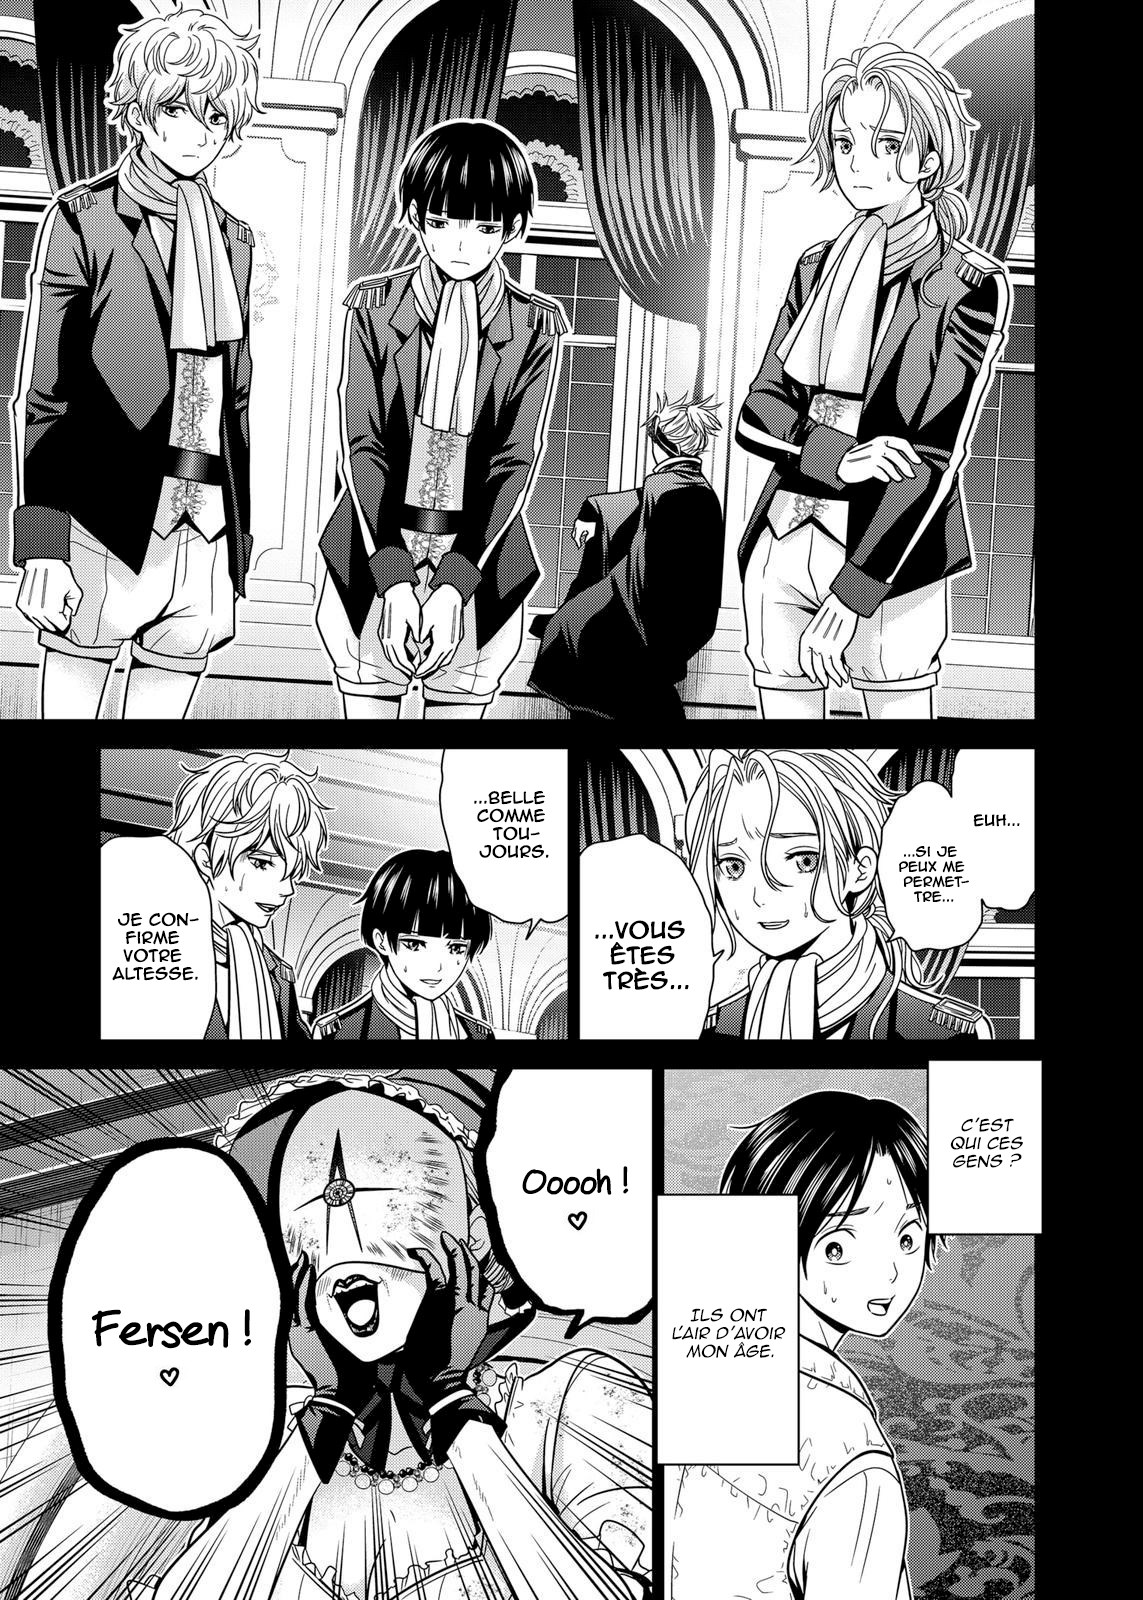 EUH...
...SI JE
PEUX ME
PERMET-
TRE...
...VOUS
ÊTES
TRÈS...
...BELLE
COMME
TOU-
JOURS.
JE CON-
FIRME
VOTRE
ALTESSE.
C'EST
QUI CES
GENS ?
ILS ONT
L'AIR D'AVOIR
MON ÂGE.
Ooooh !
♡
Fersen !
♡